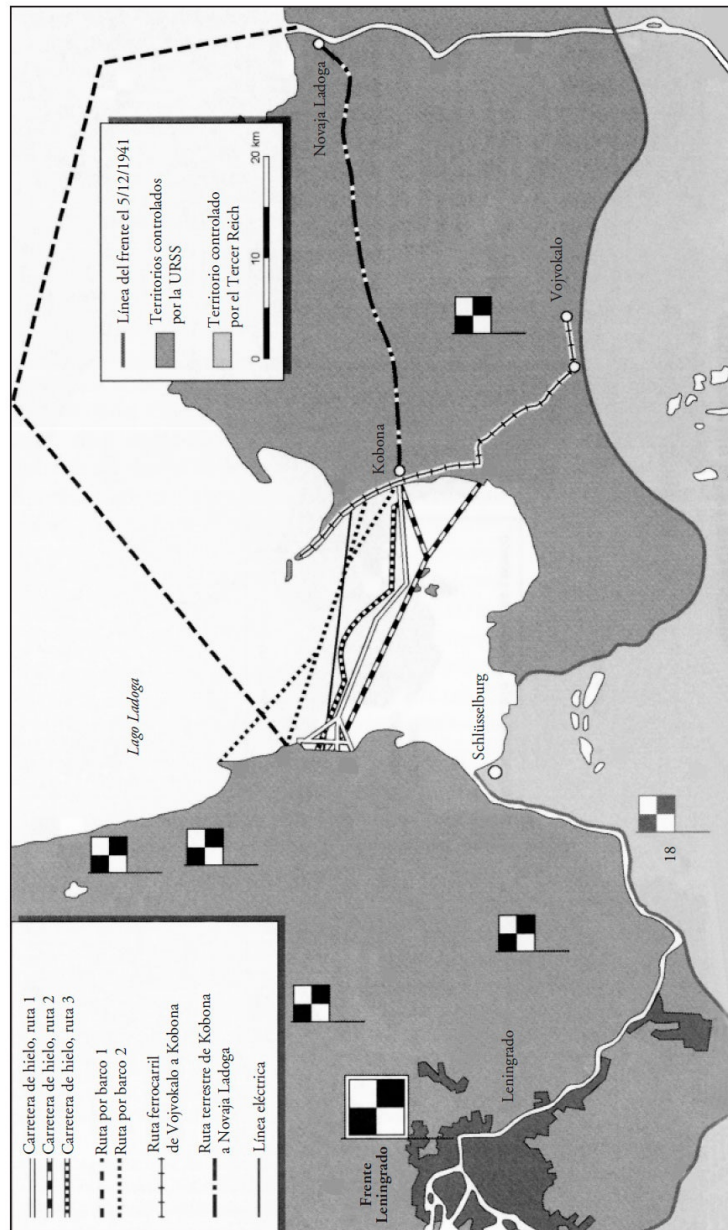 Carretera de hielo, ruta 1
Carretera de hielo, ruta 2
Carretera de hielo, ruta 3
Ruta por barco 1
Ruta por barco 2
Ruta ferrocarril
de Vojvokalo a Kobona
Ruta terrestre de Kobona
a Novaja Ladoga
Línea eléctrica
Lago Ladoga
Línea del frente el 5/12/1941
Territorios controlados
por la URSS
Territorio controlado
por el Tercer Reich
0 10 20 km
Novaja Ladoga
Kobona
Vojvokalo
Schlüsselburg
18
Leningrado
Frente
Leningrado